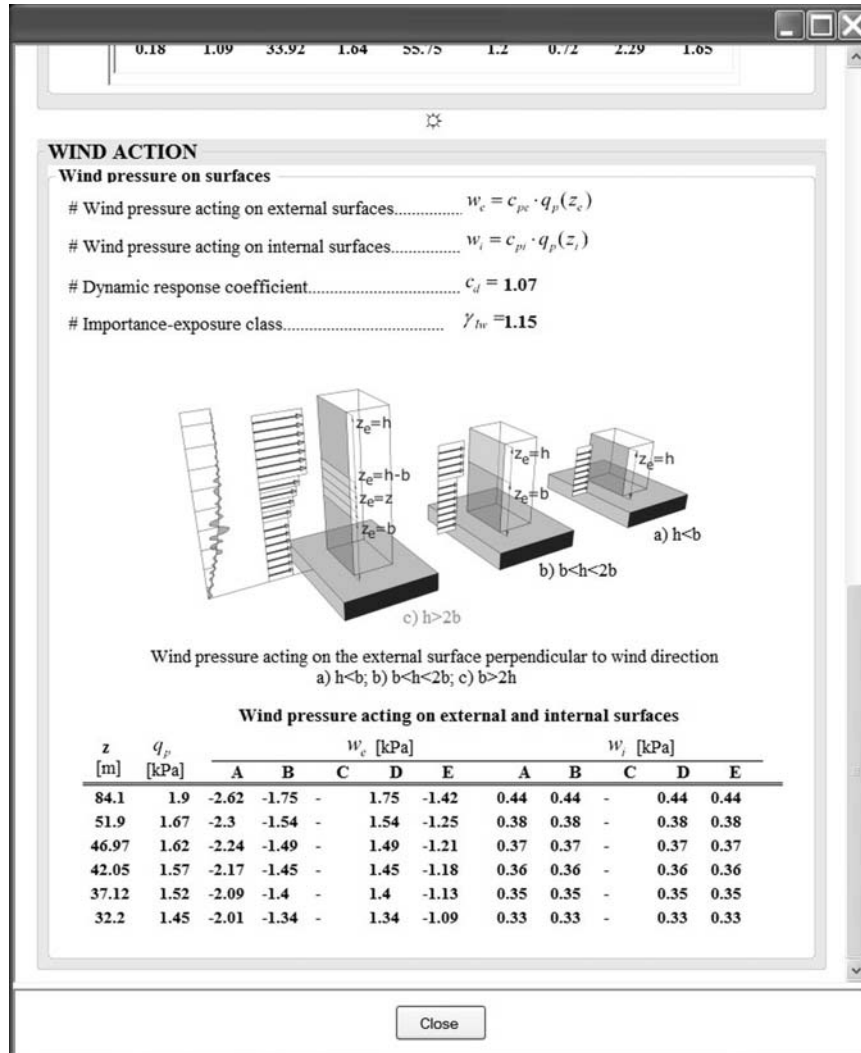 0.18 1.09 33.92 1.64 55.75 1.2 0.72 2.29 1.65
WIND ACTION
Wind pressure on surfaces
# Wind pressure acting on external surfaces................ w_e = c_pe · q_p(z_e)
# Wind pressure acting on internal surfaces................ w_i = c_pi · q_p(z_i)
# Dynamic response coefficient................................... c_d = 1.07
# Importance-exposure class..................................... γ_Iw =1.15
z_e=h
z_e=h-b
z_e=z
z_e=b
c) h>2b
z_e=h
z_e=b
b) b<h<2b
z_e=h
a) h<b
Wind pressure acting on the external surface perpendicular to wind direction
a) h<b; b) b<h<2b; c) b>2h
Wind pressure acting on external and internal surfaces
z q_p w_e [kPa] w_i [kPa]
[m] [kPa] A B C D E A B C D E
84.1 1.9 -2.62 -1.75 - 1.75 -1.42 0.44 0.44 - 0.44 0.44
51.9 1.67 -2.3 -1.54 - 1.54 -1.25 0.38 0.38 - 0.38 0.38
46.97 1.62 -2.24 -1.49 - 1.49 -1.21 0.37 0.37 - 0.37 0.37
42.05 1.57 -2.17 -1.45 - 1.45 -1.18 0.36 0.36 - 0.36 0.36
37.12 1.52 -2.09 -1.4 - 1.4 -1.13 0.35 0.35 - 0.35 0.35
32.2 1.45 -2.01 -1.34 - 1.34 -1.09 0.33 0.33 - 0.33 0.33
Close